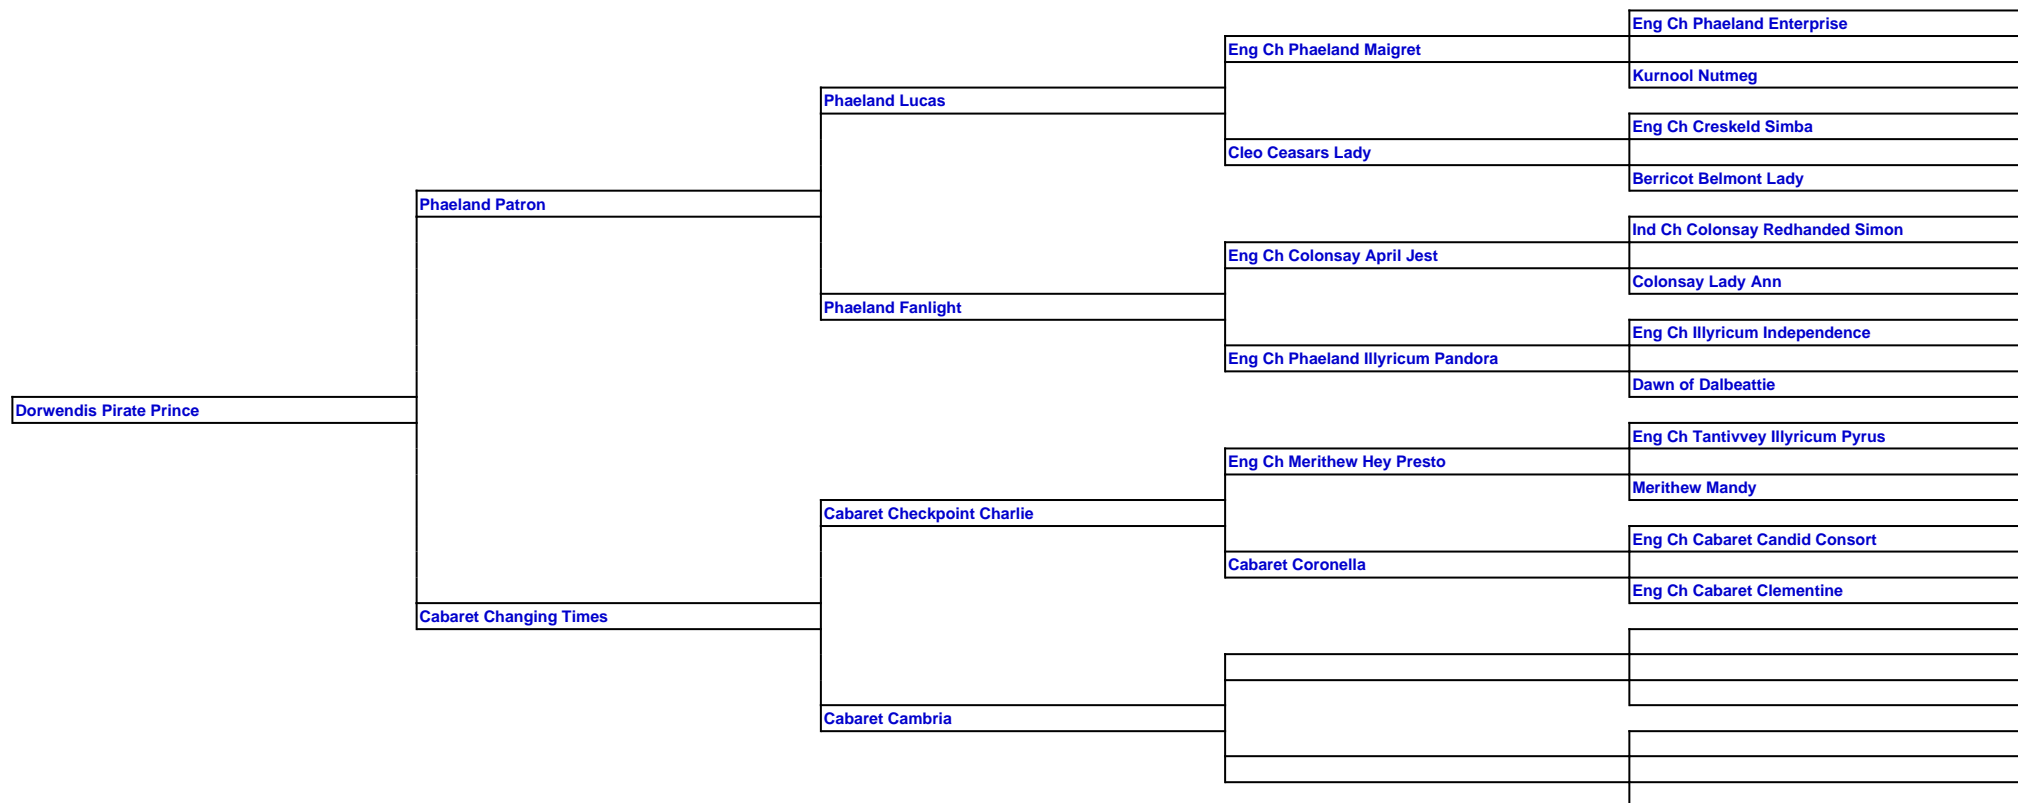 Eng Ch Phaeland Enterprise
Eng Ch Phaeland Maigret
Kurnool Nutmeg
Phaeland Lucas
Eng Ch Creskeld Simba
Cleo Ceasars Lady
Berricot Belmont Lady
Phaeland Patron
Ind Ch Colonsay Redhanded Simon
Eng Ch Colonsay April Jest
Colonsay Lady Ann
Phaeland Fanlight
Eng Ch Illyricum Independence
Eng Ch Phaeland Illyricum Pandora
Dawn of Dalbeattie
Dorwendis Pirate Prince
Eng Ch Tantivvey Illyricum Pyrus
Eng Ch Merithew Hey Presto
Merithew Mandy
Cabaret Checkpoint Charlie
Eng Ch Cabaret Candid Consort
Cabaret Coronella
Eng Ch Cabaret Clementine
Cabaret Changing Times
Cabaret Cambria